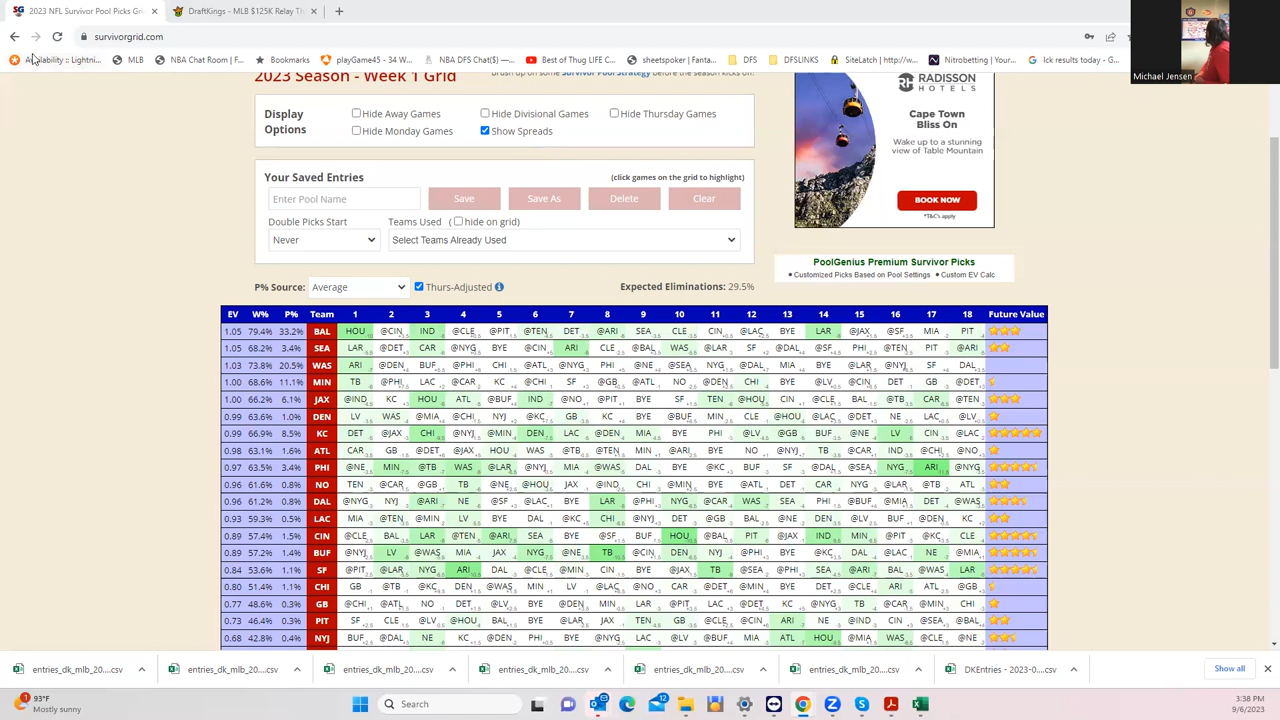 2023 NFL Survivor Pool Picks Gr
DraftKings - MLB $125K Relay Th
survivorgrid.com
Availability :: Lightni...
MLB
NBA Chat Room | F...
Bookmarks
playGame45 - 34 W...
NBA DFS Chat($) —...
Best of Thug LIFE C...
sheetspoker | Fanta...
DFS
DFSLINKS
SiteLatch | http://w...
Nitrobetting | Your...
Ick results today - G...
Michael Jensen
2023 Season - Week 1 Grid
Brush up on some Survivor Pool Strategy before the season kicks off.
Display Options
Hide Away Games
Hide Divisional Games
Hide Thursday Games
Hide Monday Games
Show Spreads
Your Saved Entries
(click games on the grid to highlight)
Enter Pool Name
Save
Save As
Delete
Clear
Double Picks Start
Teams Used ( hide on grid)
Never
Select Teams Already Used
RADISSON HOTELS
Cape Town
Bliss On
Wake up to a stunning
view of Table Mountain
BOOK NOW
*T&C's apply
PoolGenius Premium Survivor Picks
• Customized Picks Based on Pool Settings • Custom EV Calc
P% Source: Average
Thurs-Adjusted
Expected Eliminations: 29.5%
EV W% P% Team 1 2 3 4 5 6 7 8 9 10 11 12 13 14 15 16 17 18 Future Value
1.05 79.4% 33.2% BAL HOU @CIN IND @CLE @PIT @TEN DET @ARI SEA CLE CIN @LAC BYE LAR @JAX @SF MIA PIT
1.05 68.2% 3.4% SEA LAR @DET CAR @NYG BYE @CIN ARI CLE @BAL WAS @LAR SF @DAL @SF PHI @TEN PIT @ARI
1.03 73.8% 20.5% WAS ARI @DEN BUF @PHI CHI @ATL @NYG PHI @NE @SEA NYG @DAL MIA BYE @LAR @NYJ SF DAL
1.00 68.6% 11.1% MIN TB @PHI LAC @CAR KC @CHI SF @GB @ATL NO @DEN CHI BYE @LV @CIN DET GB @DET
1.00 66.2% 6.1% JAX @IND KC HOU ATL @BUF IND @NO @PIT BYE SF TEN @HOU CIN @CLE BAL @TB CAR @TEN
0.99 63.6% 1.0% DEN LV WAS @MIA @CHI NYJ @KC GB KC BYE @BUF MIN CLE @HOU @LAC @DET NE LAC @LV
0.99 66.9% 8.5% KC DET @JAX CHI @NYJ @MIN DEN LAC @DEN MIA BYE PHI @LV @GB BUF @NE LV CIN @LAC
0.98 63.1% 1.6% ATL CAR GB @DET @JAX HOU WAS @TB @TEN MIN @ARI BYE NO @NYJ TB @CAR IND @CHI @NO
0.97 63.5% 3.4% PHI @NE MIN @TB WAS @LAR @NYJ MIA @WAS DAL BYE @KC BUF SF @DAL @SEA NYG ARI @NYG
0.96 61.6% 0.8% NO TEN @CAR @GB TB @NE @HOU JAX @IND CHI @MIN BYE @ATL DET CAR NYG @LAR @TB ATL
0.96 61.2% 0.8% DAL @NYG NYJ @ARI NE @SF @LAC BYE LAR @PHI NYG @CAR WAS SEA PHI @BUF @MIA DET @WAS
0.93 59.3% 0.5% LAC MIA @TEN @MIN LV BYE DAL @KC CHI @NYJ DET @GB BAL @NE DEN @LV BUF @DEN KC
0.89 57.4% 1.5% CIN @CLE BAL LAR @TEN @ARI SEA BYE @SF BUF HOU @BAL PIT @JAX IND MIN @PIT @KC CLE
0.89 57.2% 1.4% BUF @NYJ LV @WAS MIA JAX NYG @NE TB @CIN DEN NYJ @PHI BYE @KC DAL @LAC NE @MIA
0.84 53.6% 1.1% SF @PIT @LAR NYG ARI DAL @CLE @MIN CIN BYE @JAX TB @SEA @PHI SEA @ARI BAL @WAS LAR
0.80 51.4% 1.1% CHI GB @TB @KC DEN @WAS MIN LV @LAC @NO CAR @DET @MIN BYE DET @CLE ARI ATL @GB
0.77 48.6% 0.3% GB @CHI @ATL NO DET @LV BYE @DEN MIN LAR @PIT LAC @DET KC @NYG TB @CAR @MIN CHI
0.73 46.4% 0.3% PIT SF CLE @LV @HOU BAL BYE @LAR JAX TEN GB @CLE @CIN ARI NE @IND CIN @SEA @BAL
0.68 42.8% 0.4% NYJ BUF @DAL NE KC @DEN PHI BYE @NYG LAC @LV @BUF MIA ATL HOU @MIA WAS @CLE @NE
entries_dk_mlb_20....csv
entries_dk_mlb_20....csv
entries_dk_mlb_20....csv
entries_dk_mlb_20....csv
entries_dk_mlb_20....csv
entries_dk_mlb_20....csv
DKEntries - 2023-0....csv
Show all
93°F
Mostly sunny
Search
3:38 PM
9/6/2023